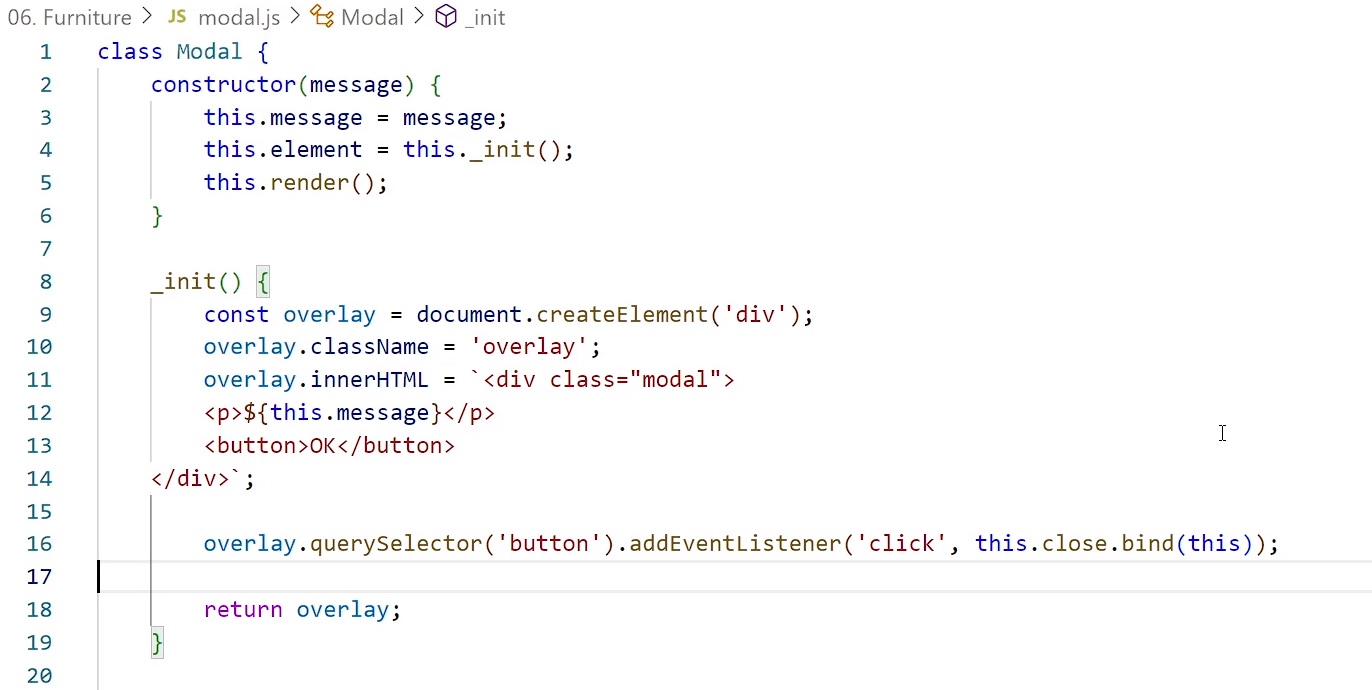 06. Furniture > JS modal.js > Modal > _init
1 class Modal {
2     constructor(message) {
3         this.message = message;
4         this.element = this._init();
5         this.render();
6     }
7
8     _init() {
9         const overlay = document.createElement('div');
10         overlay.className = 'overlay';
11         overlay.innerHTML = `<div class="modal">
12         <p>${this.message}</p>
13         <button>OK</button>
14     </div>`;
15
16         overlay.querySelector('button').addEventListener('click', this.close.bind(this));
17
18         return overlay;
19     }
20